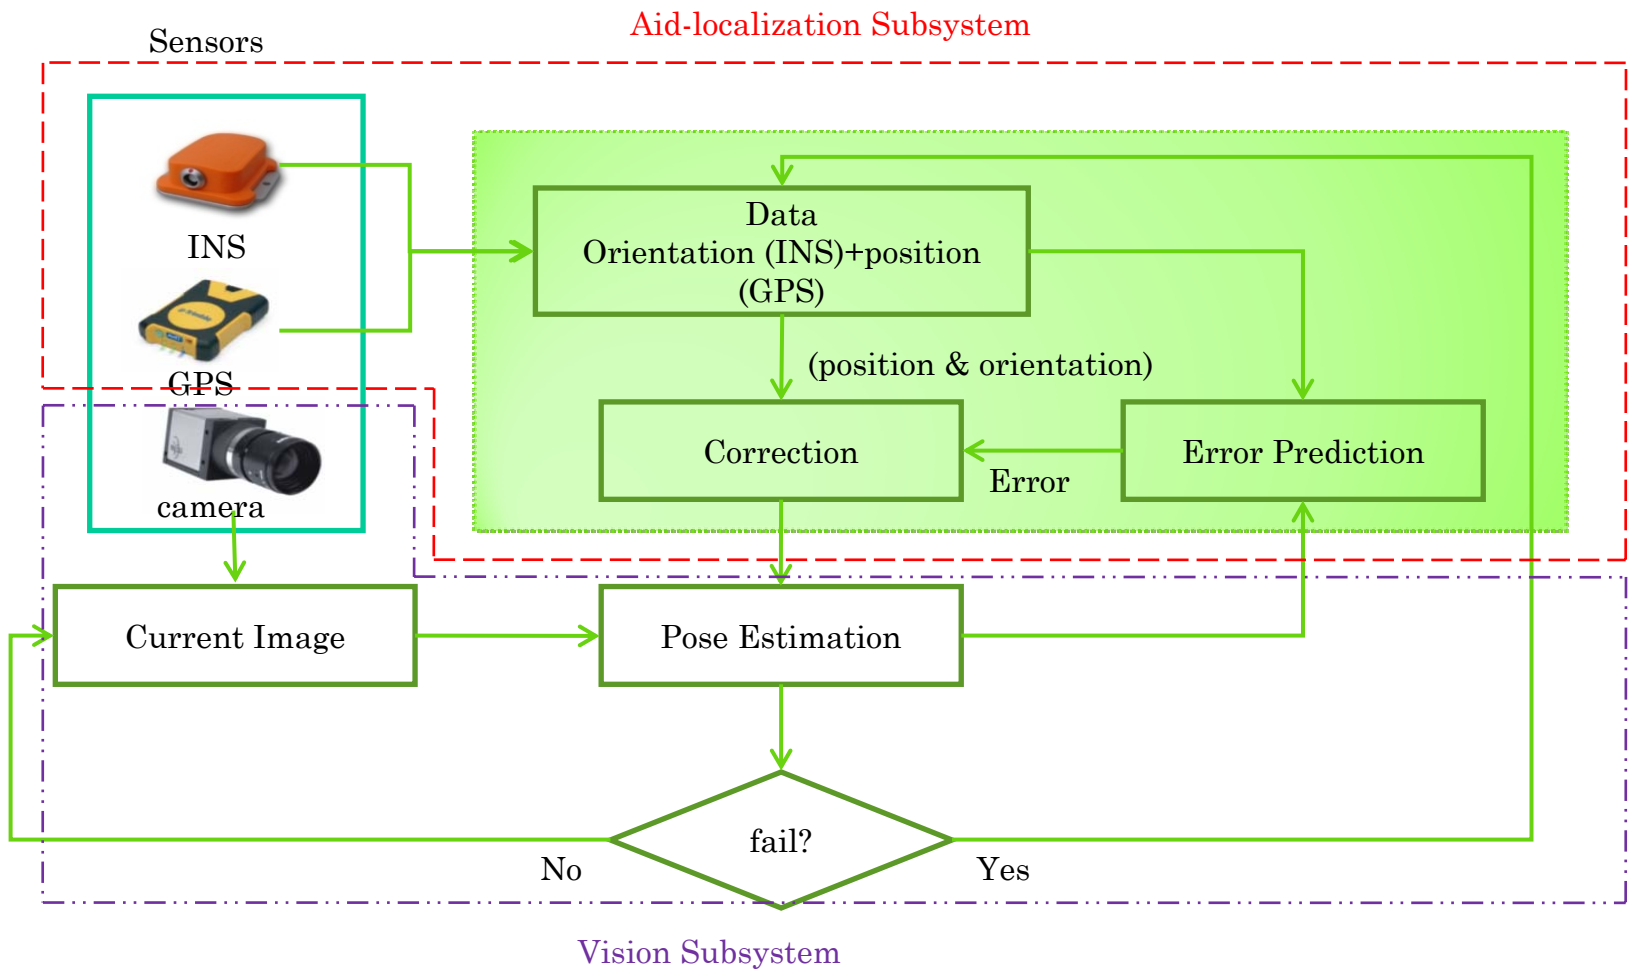 Aid-localization Subsystem
Sensors
INS
GPS
camera
Data
Orientation (INS)+position
(GPS)
(position & orientation)
Correction
Error
Error Prediction
Current Image
Pose Estimation
fail?
No
Yes
Vision Subsystem